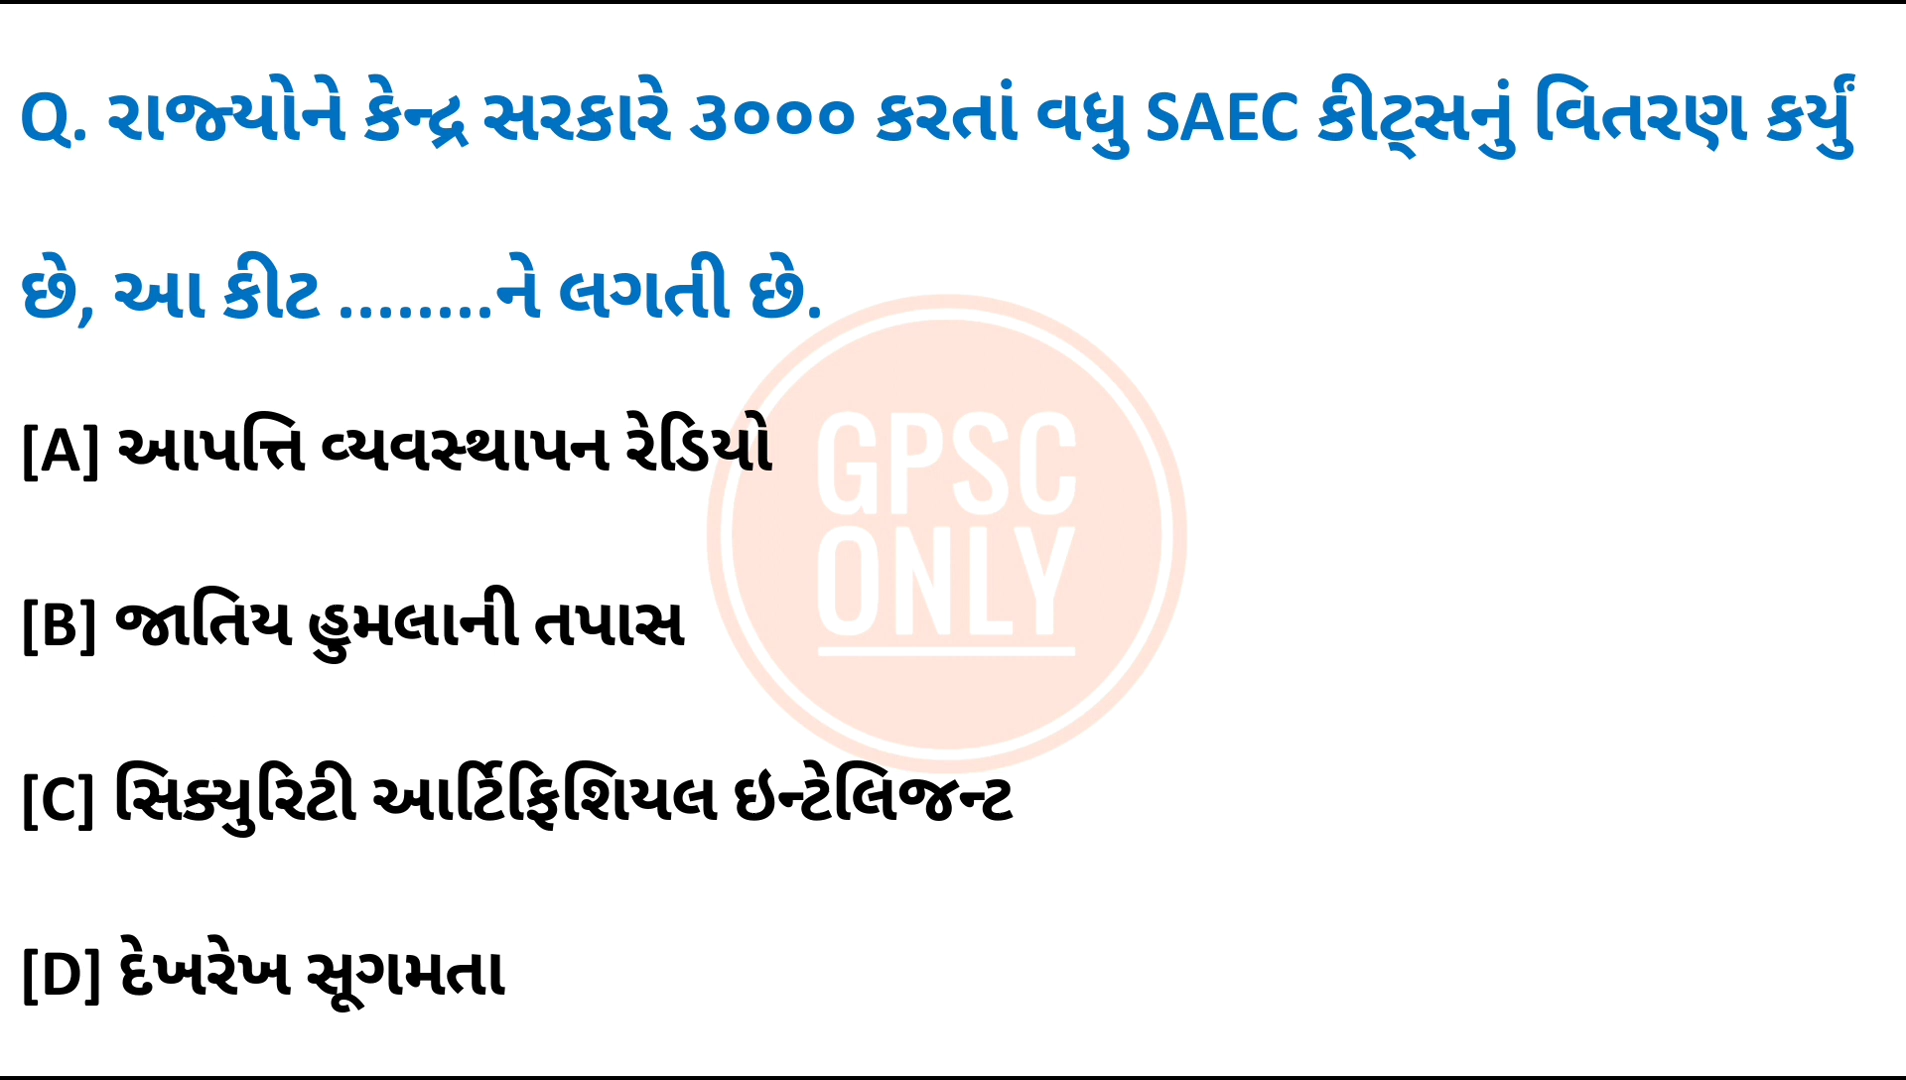 Q. રાજ્યોને કેન્દ્ર સરકારે ૩૦૦૦ કરતાં વધુ SAEC કીટ્સનું વિતરણ કર્યું
છે, આ કીટ ........ને લગતી છે.
[A] આપત્તિ વ્યવસ્થાપન રેડિયો
GPSC
ONLY
[B] જાતિય હુમલાની તપાસ
[C] સિક્યુરિટી આર્ટિફિશિયલ ઇન્ટેલિજન્ટ
[D] દેખરેખ સૂગમતા